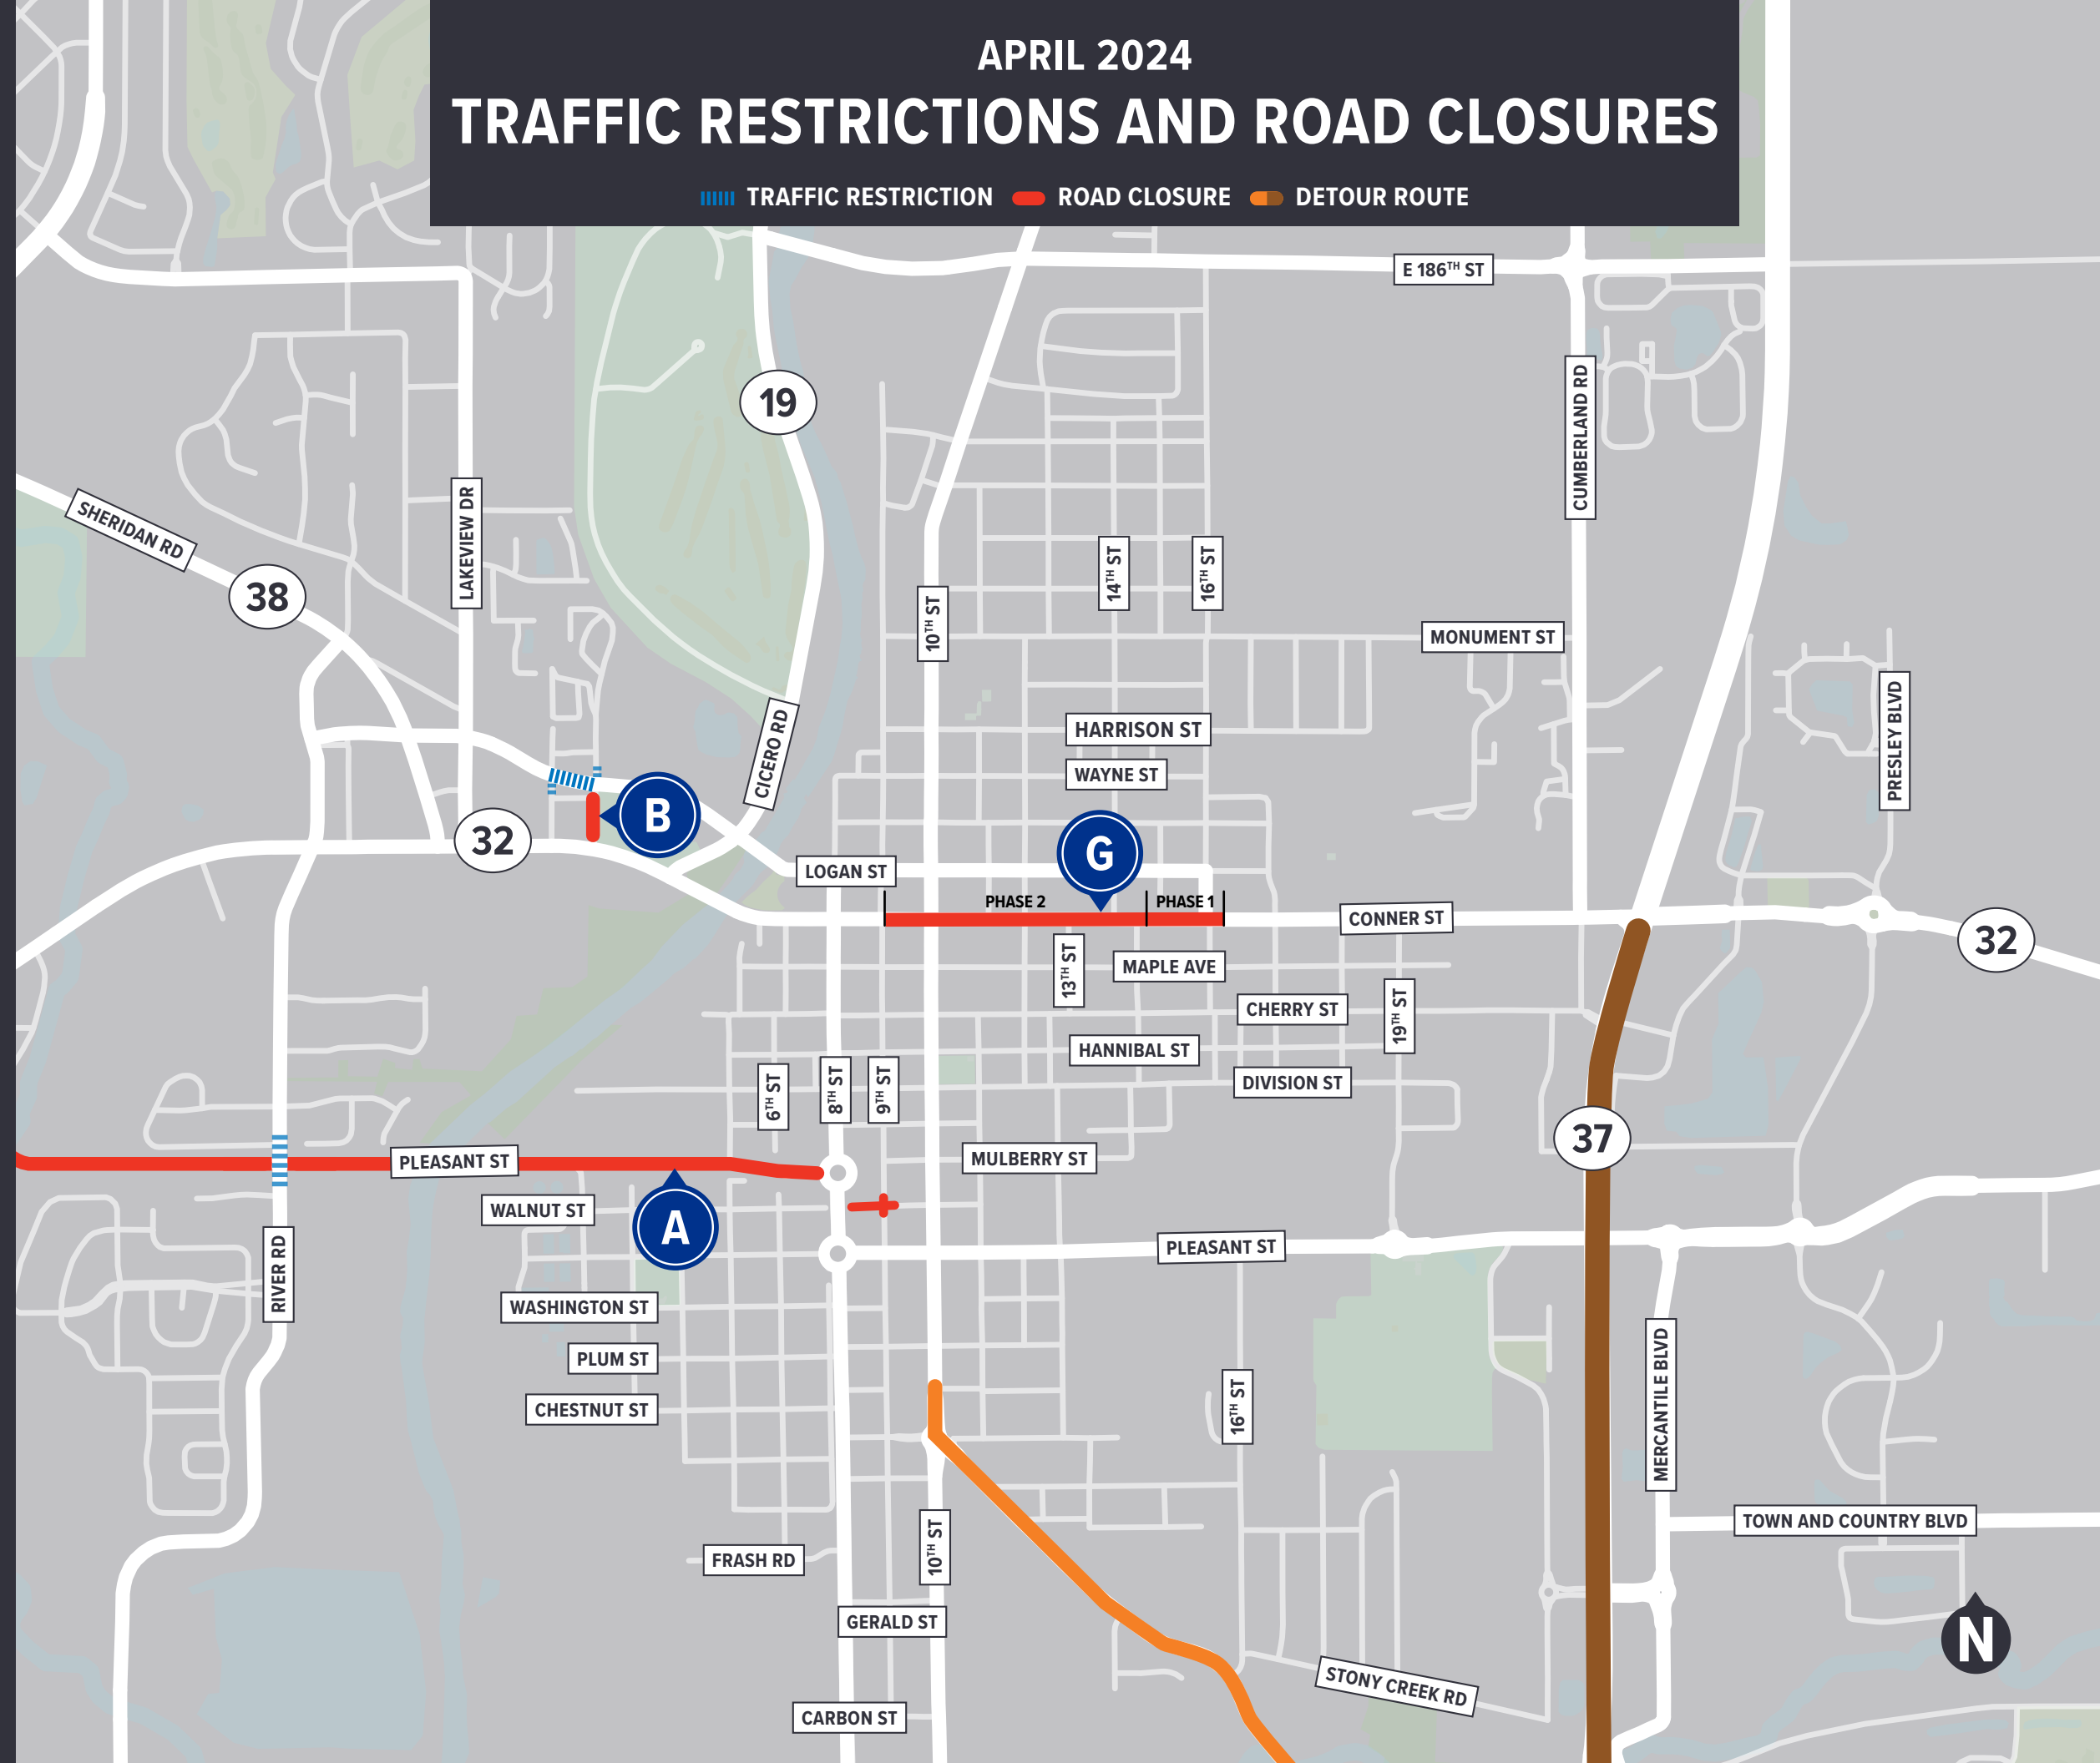 APRIL 2024
TRAFFIC RESTRICTIONS AND ROAD CLOSURES
TRAFFIC RESTRICTION
ROAD CLOSURE
DETOUR ROUTE
E 186TH ST
19
CUMBERLAND RD
SHERIDAN RD
LAKEVIEW DR
38
14TH ST
16TH ST
10TH ST
MONUMENT ST
CICERO RD
HARRISON ST
PRESLEY BLVD
WAYNE ST
B
32
G
LOGAN ST
PHASE 2
PHASE 1
CONNER ST
32
13TH ST
MAPLE AVE
CHERRY ST
19TH ST
HANNIBAL ST
DIVISION ST
6TH ST
8TH ST
9TH ST
37
PLEASANT ST
MULBERRY ST
WALNUT ST
A
PLEASANT ST
RIVER RD
WASHINGTON ST
PLUM ST
CHESTNUT ST
16TH ST
MERCANTILE BLVD
TOWN AND COUNTRY BLVD
10TH ST
FRASH RD
GERALD ST
N
STONY CREEK RD
CARBON ST